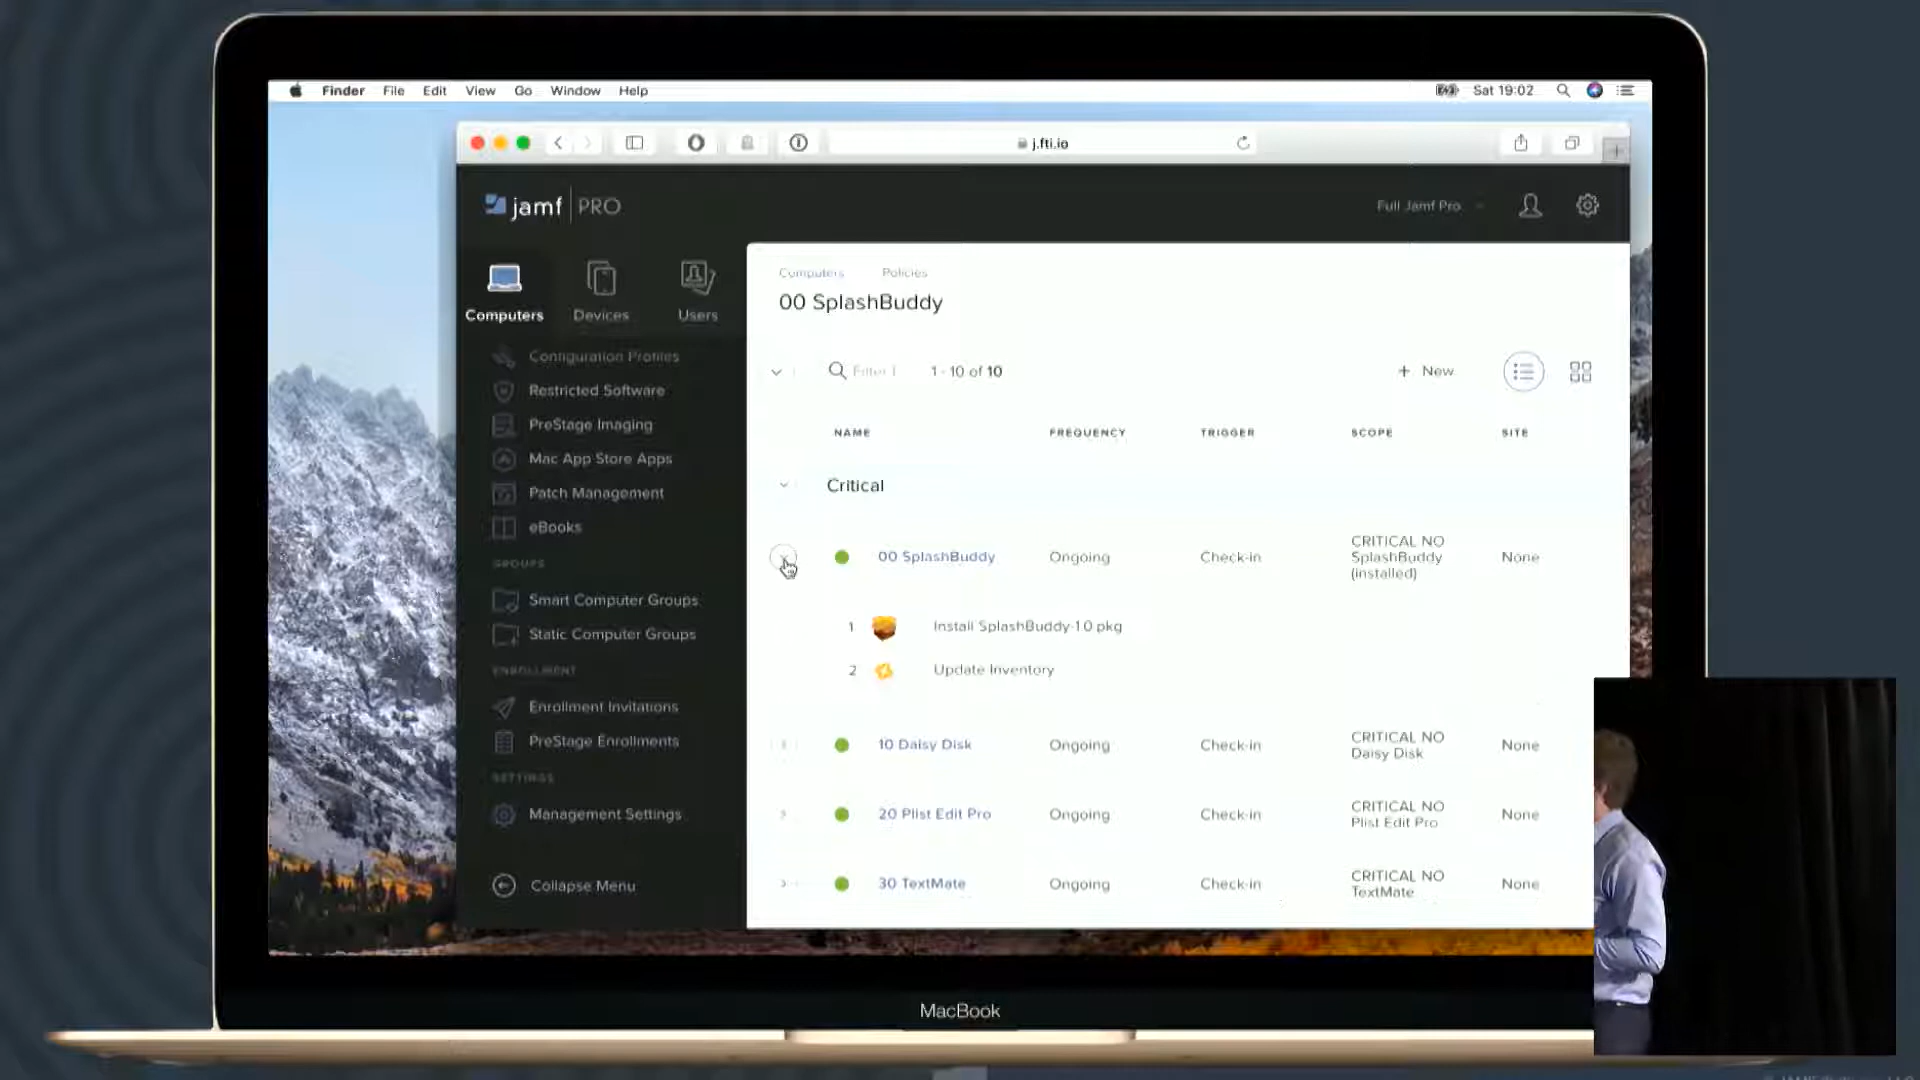 Finder File Edit View Go Window Help
Sat 19:02
j.fti.io
jamf PRO
Full Jamf Pro
Computers
Devices
Users
Configuration Profiles
Restricted Software
PreStage Imaging
Mac App Store Apps
Patch Management
eBooks
GROUPS
Smart Computer Groups
Static Computer Groups
ENROLLMENT
Enrollment Invitations
PreStage Enrollments
SETTINGS
Management Settings
Collapse Menu
Computers Policies
00 SplashBuddy
Filter 1 - 10 of 10
+ New
NAME FREQUENCY TRIGGER SCOPE SITE
Critical
00 SplashBuddy Ongoing Check-in CRITICAL NO SplashBuddy (installed) None
1 Install SplashBuddy-1.0 pkg
2 Update Inventory
10 Daisy Disk Ongoing Check-in CRITICAL NO Daisy Disk None
20 Plist Edit Pro Ongoing Check-in CRITICAL NO Plist Edit Pro None
30 TextMate Ongoing Check-in CRITICAL NO TextMate None
MacBook